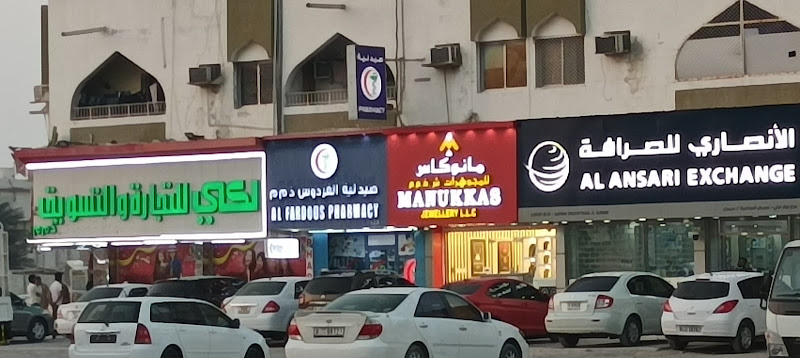 صيدلية
PHARMACY
لكي للتجارة والتسويق
ذ.م.م
صيدلية الفردوس ذ.م.م
AL FARDOUS PHARMACY
مانوكاس
للمجوهرات ش.ذ.م.م
MANUKKAS
JEWELLERY L.L.C
الأنصاري للصرافة
AL ANSARI EXCHANGE